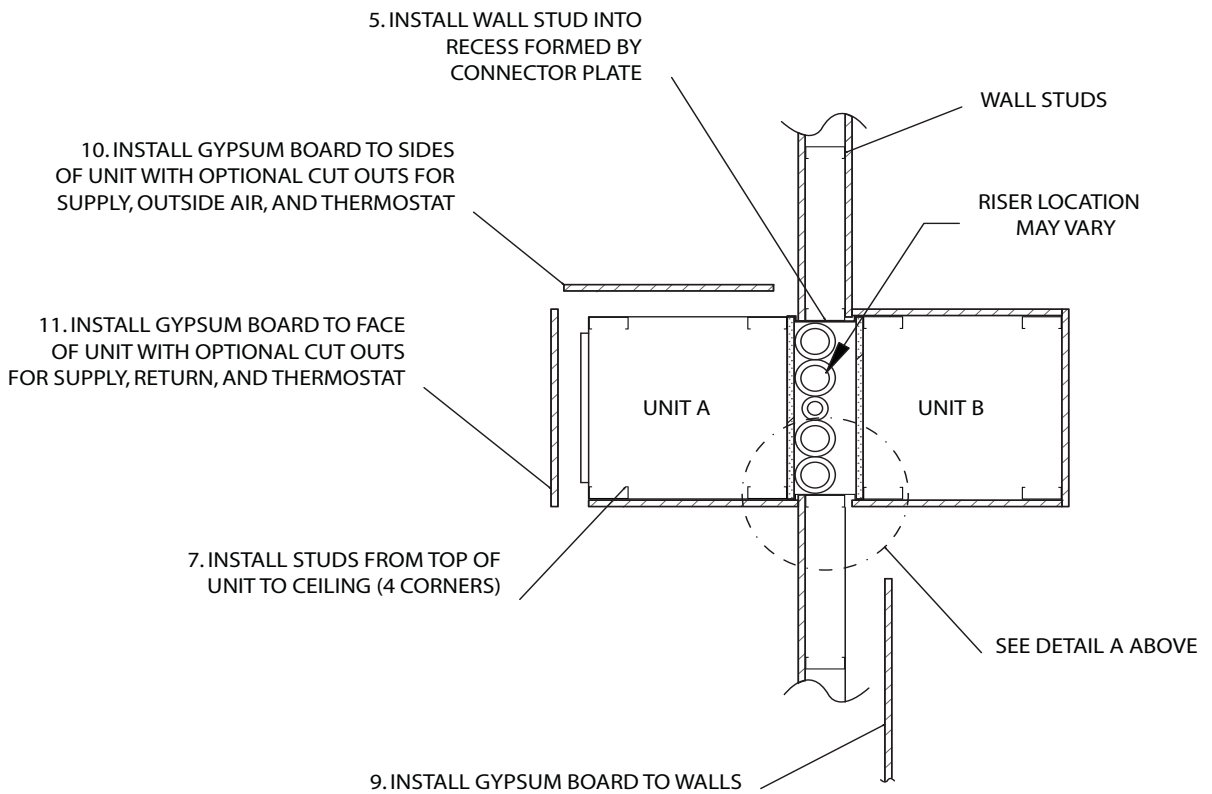 5. INSTALL WALL STUD INTO
RECESS FORMED BY
CONNECTOR PLATE
WALL STUDS
10. INSTALL GYPSUM BOARD TO SIDES
OF UNIT WITH OPTIONAL CUT OUTS FOR
SUPPLY, OUTSIDE AIR, AND THERMOSTAT
RISER LOCATION
MAY VARY
11. INSTALL GYPSUM BOARD TO FACE
OF UNIT WITH OPTIONAL CUT OUTS
FOR SUPPLY, RETURN, AND THERMOSTAT
UNIT A
UNIT B
7. INSTALL STUDS FROM TOP OF
UNIT TO CEILING (4 CORNERS)
SEE DETAIL A ABOVE
9. INSTALL GYPSUM BOARD TO WALLS